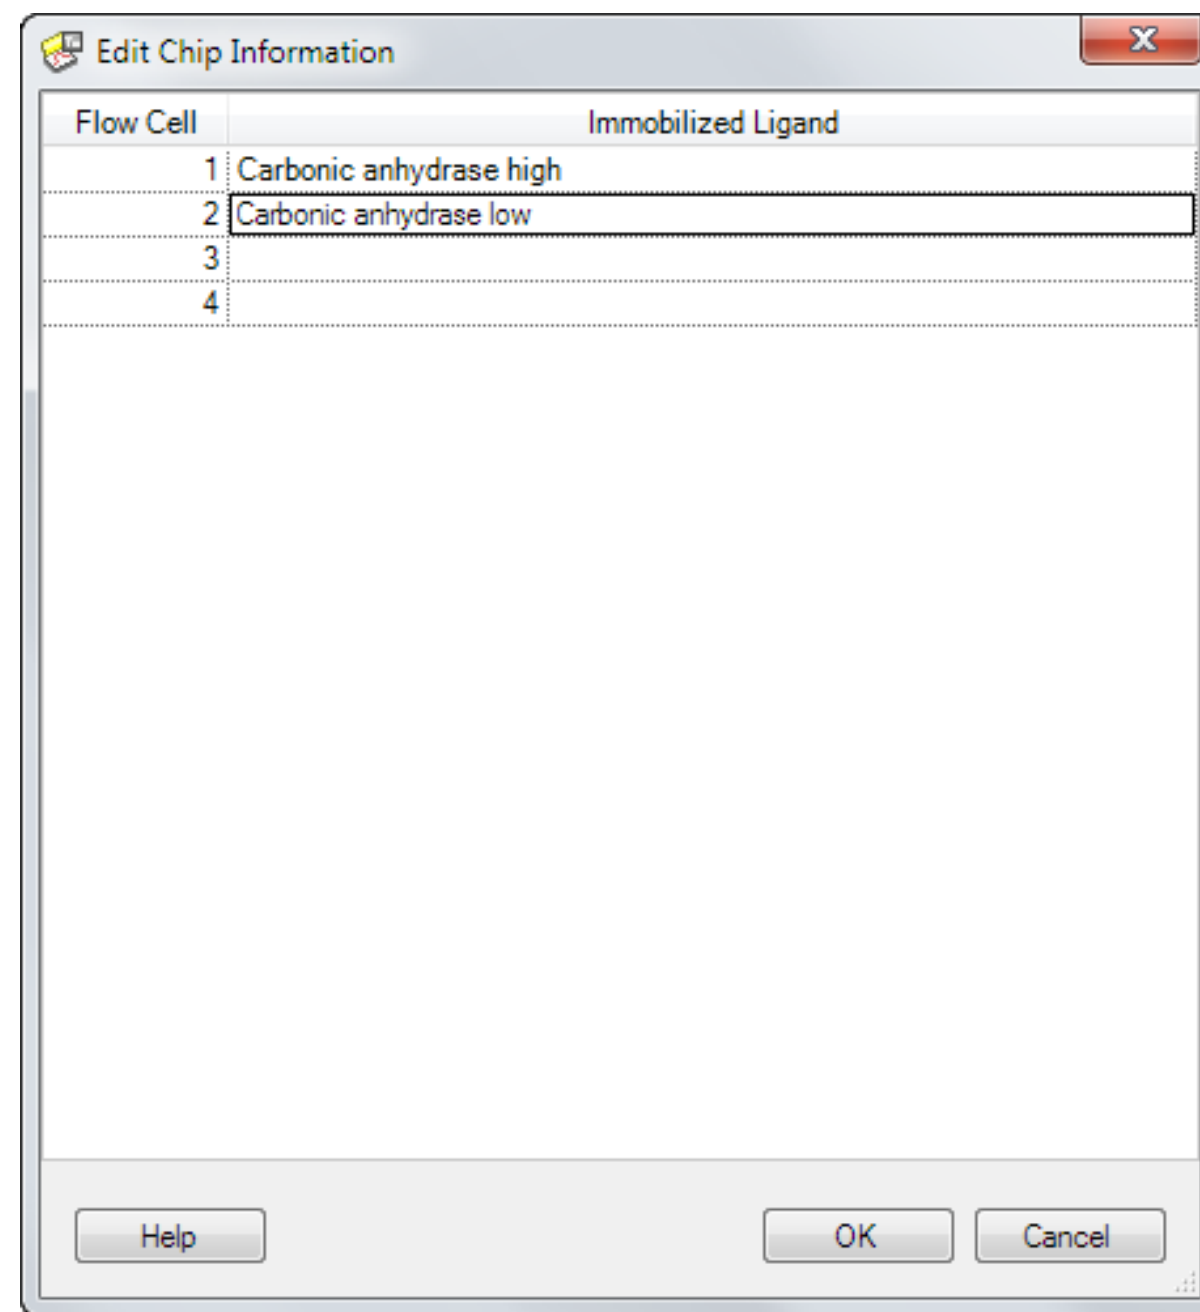 Edit Chip Information
Flow Cell Immobilized Ligand
1 Carbonic anhydrase high
2 Carbonic anhydrase low
3
4
Help OK Cancel